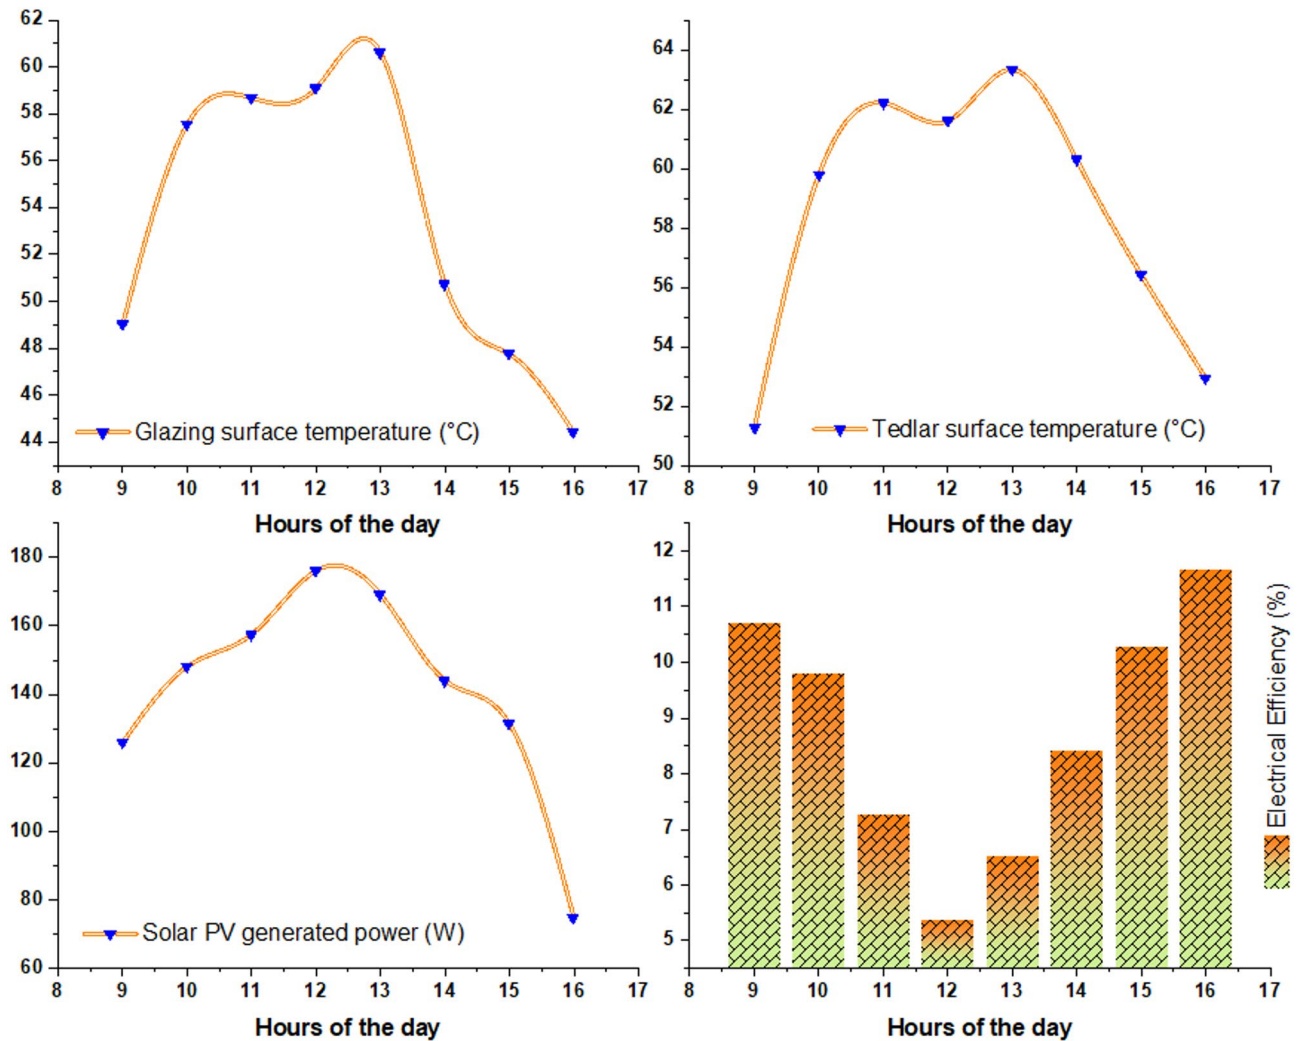 62
60
58
56
54
52
50
48
46
44
Glazing surface temperature (°C)
8 9 10 11 12 13 14 15 16 17
Hours of the day
64
62
60
58
56
54
52
50
Tedlar surface temperature (°C)
8 9 10 11 12 13 14 15 16 17
Hours of the day
180
160
140
120
100
80
60
Solar PV generated power (W)
8 9 10 11 12 13 14 15 16 17
Hours of the day
12
11
10
9
8
7
6
5
Electrical Efficiency (%)
8 9 10 11 12 13 14 15 16 17
Hours of the day